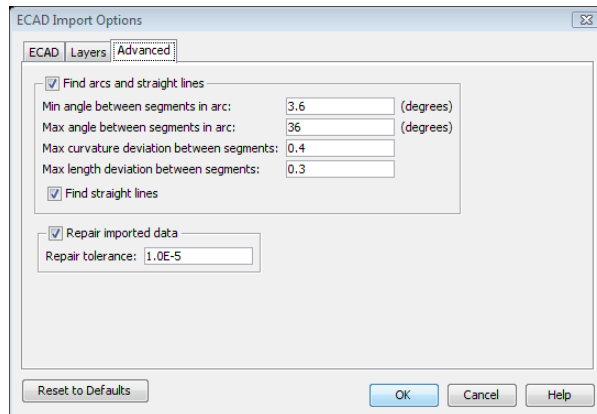 ECAD Import Options
ECAD Layers Advanced
Find arcs and straight lines
Min angle between segments in arc: 3.6 (degrees)
Max angle between segments in arc: 36 (degrees)
Max curvature deviation between segments: 0.4
Max length deviation between segments: 0.3
Find straight lines
Repair imported data
Repair tolerance: 1.0E-5
Reset to Defaults OK Cancel Help